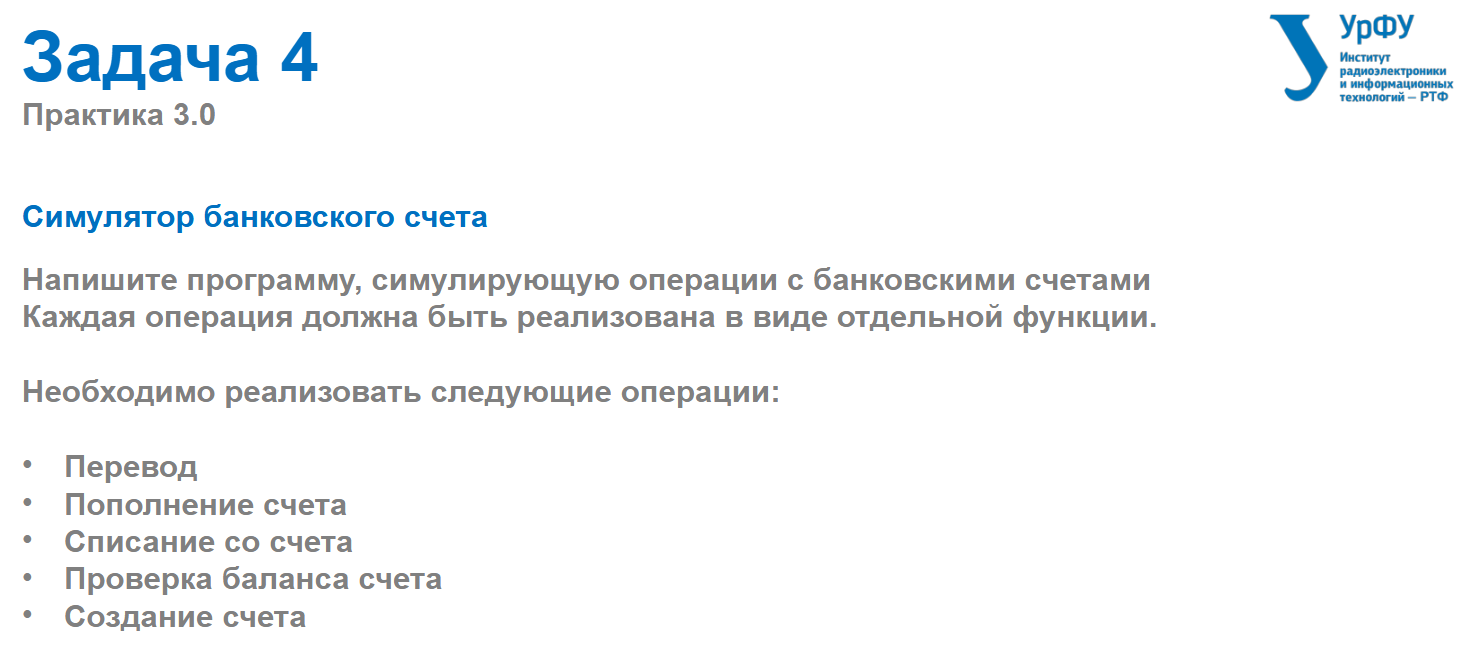 Задача 4
Практика 3.0
УрФУ
Институт
радиоэлектроники
и информационных
технологий – РТФ
Симулятор банковского счета
Напишите программу, симулирующую операции с банковскими счетами
Каждая операция должна быть реализована в виде отдельной функции.
Необходимо реализовать следующие операции:
• Перевод
• Пополнение счета
• Списание со счета
• Проверка баланса счета
• Создание счета